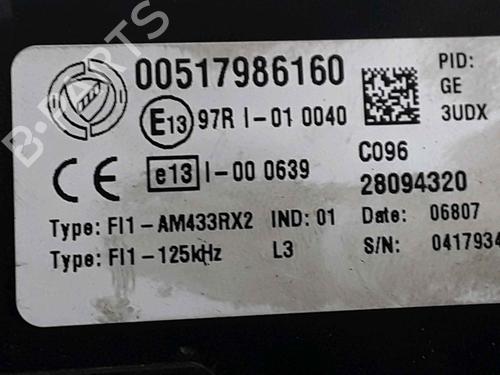 B-PARTS
00517986160
PID:
GE
3UDX
E13 97R I-01 0040
CE e13 I-00 0639
C096
28094320
Type: FI1-AM433RX2 IND: 01 Date: 06807
Type: FI1-125kHz L3 S/N: 0417934